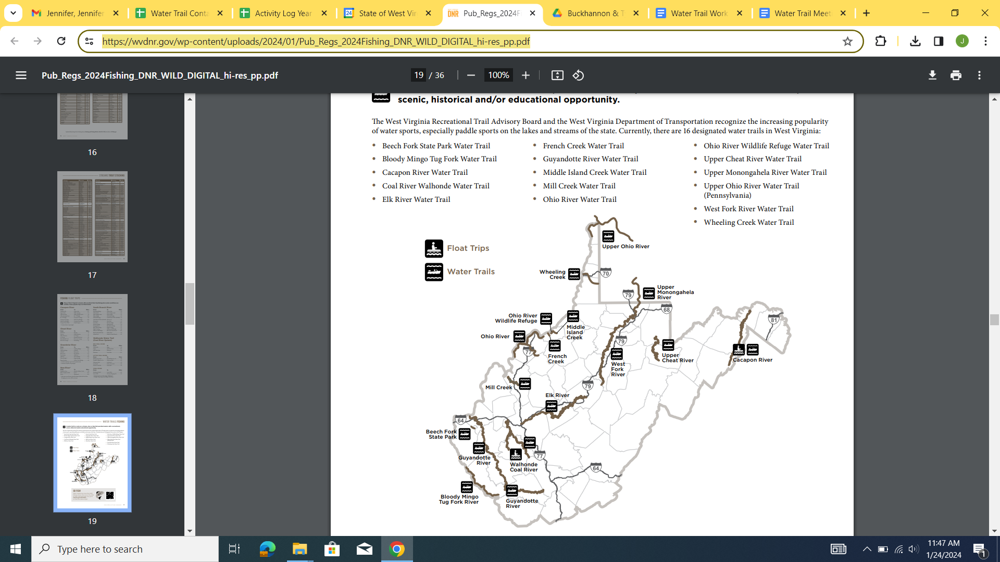 Jennifer, Jennifer
Water Trail Conta
Activity Log Year
24
State of West Vir
DNR
Pub_Regs_2024F
Buckhannon & T
Water Trail Work
Water Trail Meet
https://wvdnr.gov/wp-content/uploads/2024/01/Pub_Regs_2024Fishing_DNR_WILD_DIGITAL_hi-res_pp.pdf
J
Pub_Regs_2024Fishing_DNR_WILD_DIGITAL_hi-res_pp.pdf
19 / 36
100%
16
17
18
19
scenic, historical and/or educational opportunity.
The West Virginia Recreational Trail Advisory Board and the West Virginia Department of Transportation recognize the increasing popularity
of water sports, especially paddle sports on the lakes and streams of the state. Currently, there are 16 designated water trails in West Virginia:
• Beech Fork State Park Water Trail
• Bloody Mingo Tug Fork Water Trail
• Cacapon River Water Trail
• Coal River Walhonde Water Trail
• Elk River Water Trail
• French Creek Water Trail
• Guyandotte River Water Trail
• Middle Island Creek Water Trail
• Mill Creek Water Trail
• Ohio River Water Trail
• Ohio River Wildlife Refuge Water Trail
• Upper Cheat River Water Trail
• Upper Monongahela River Water Trail
• Upper Ohio River Water Trail
(Pennsylvania)
• West Fork River Water Trail
• Wheeling Creek Water Trail
Float Trips
Water Trails
Upper Ohio River
Wheeling
Creek
70
79
Upper
Monongahela
River
68
81
Ohio River
Wildlife Refuge
Middle
Island
Creek
Ohio River
77
French
Creek
79
West
Fork
River
Upper
Cheat River
Cacapon River
Mill Creek
79
Elk River
64
Beech Fork
State Park
Guyandotte
River
Walhonde
Coal River
77
64
Bloody Mingo
Tug Fork River
Guyandotte
River
Type here to search
11:47 AM
1/24/2024
1